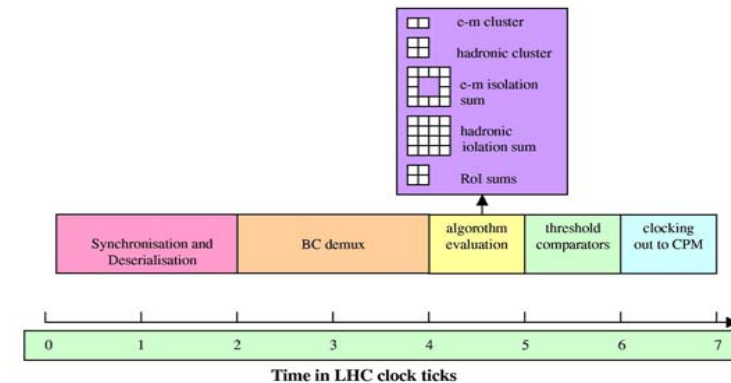 e-m cluster
hadronic cluster
e-m isolation
sum
hadronic
iolation sum
RoI sums
Synchronisation and
Deserialisation
BC demux
algorothm
evaluation
threshold
comparators
clocking
out to CPM
0 1 2 3 4 5 6 7
Time in LHC clock ticks